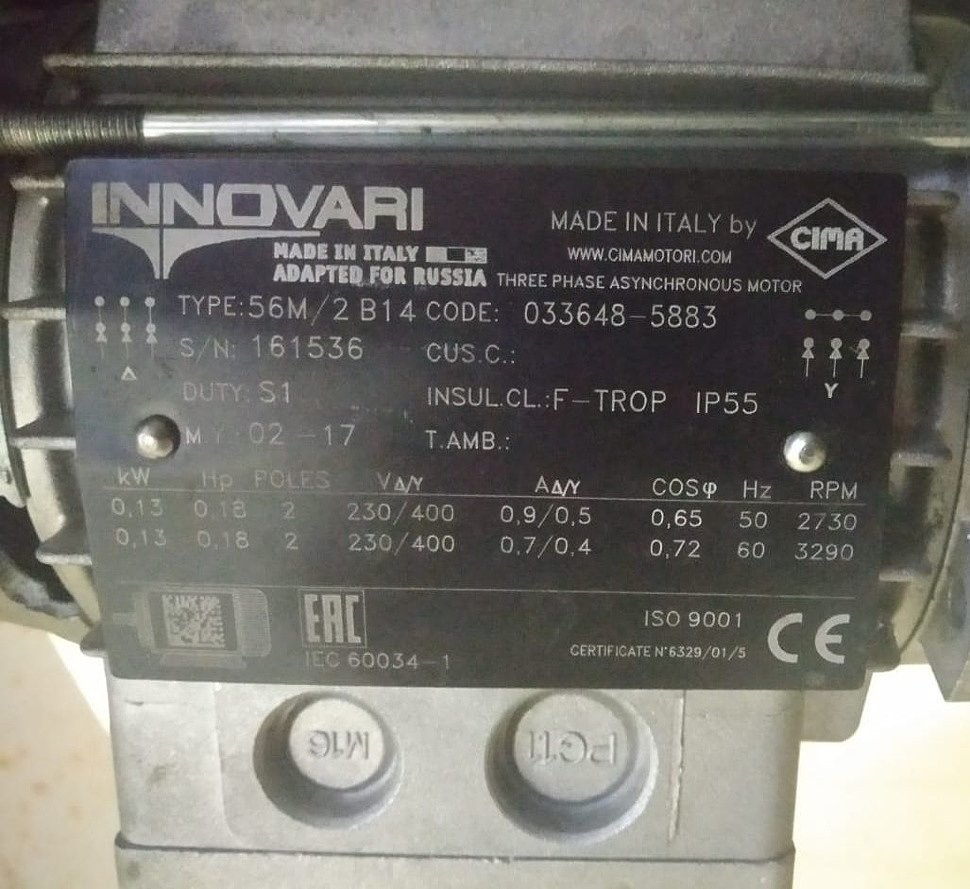 INNOVARI
MADE IN ITALY
ADAPTED FOR RUSSIA
MADE IN ITALY by CIMA
WWW.CIMAMOTORI.COM
THREE PHASE ASYNCHRONOUS MOTOR
TYPE: 56M/2 B14 CODE: 033648-5883
S/N: 161536 CUS.C.:
DUTY: S1 INSUL.CL.: F-TROP IP55
M Y: 02-17 T.AMB.:
Δ
Y
kW Hp POLES VΔ/Y AΔ/Y COSφ Hz RPM
0,13 0,18 2 230/400 0,9/0,5 0,65 50 2730
0,13 0,18 2 230/400 0,7/0,4 0,72 60 3290
EAC
IEC 60034-1
ISO 9001
CERTIFICATE N°6329/01/5
CE
M16
PG11